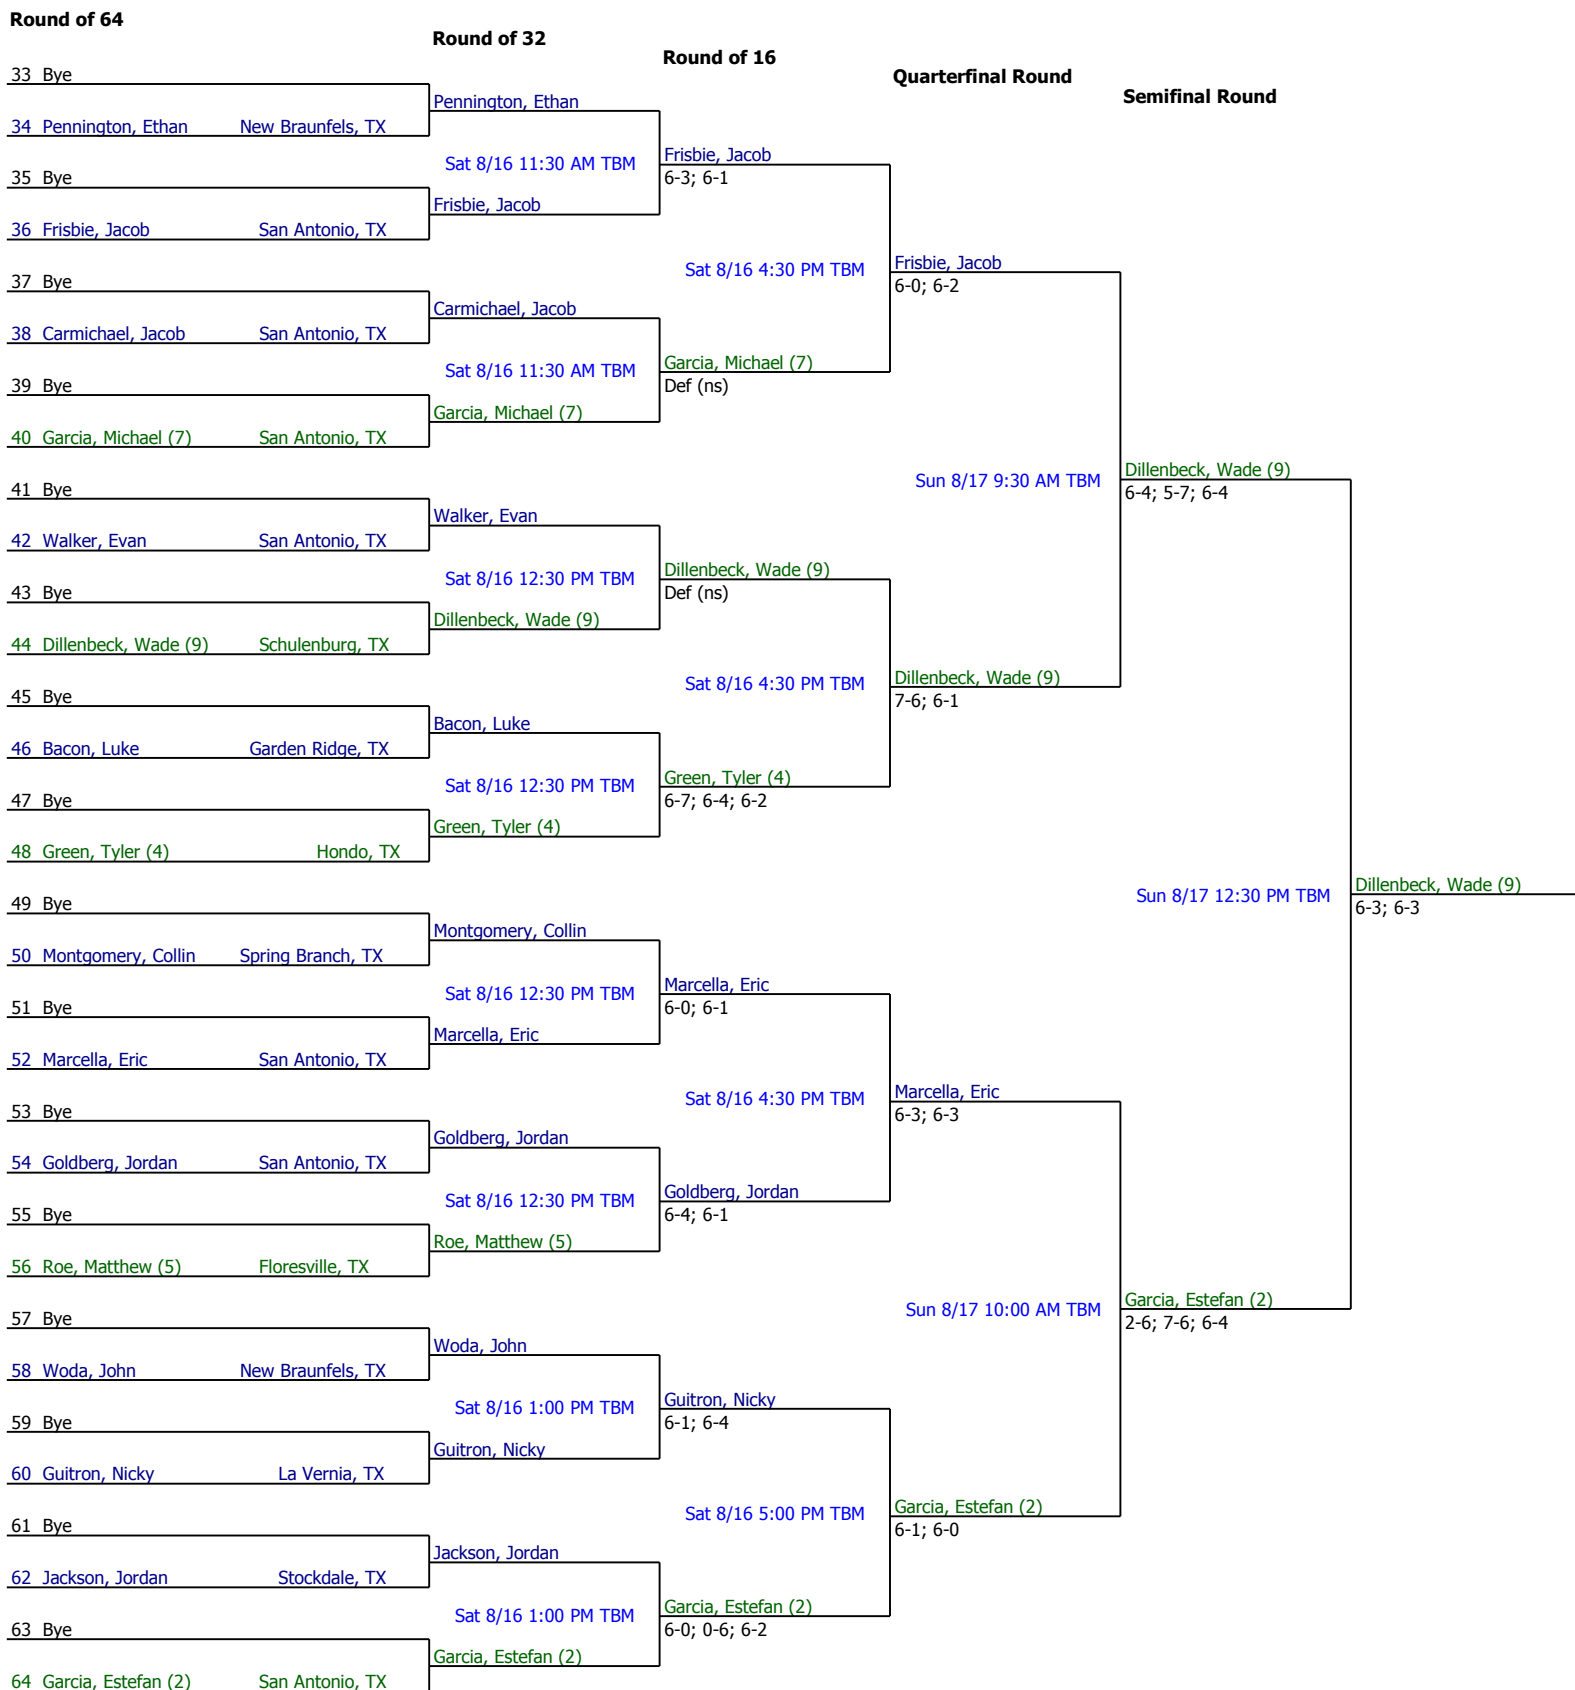 Round of 64
Round of 32
Round of 16
Quarterfinal Round
Semifinal Round
33 Bye
Pennington, Ethan
34 Pennington, Ethan New Braunfels, TX
Sat 8/16 11:30 AM TBM
Frisbie, Jacob
6-3; 6-1
35 Bye
Frisbie, Jacob
36 Frisbie, Jacob San Antonio, TX
Sat 8/16 4:30 PM TBM
Frisbie, Jacob
6-0; 6-2
37 Bye
Carmichael, Jacob
38 Carmichael, Jacob San Antonio, TX
Sat 8/16 11:30 AM TBM
Garcia, Michael (7)
Def (ns)
39 Bye
Garcia, Michael (7)
40 Garcia, Michael (7) San Antonio, TX
Sun 8/17 9:30 AM TBM
Dillenbeck, Wade (9)
6-4; 5-7; 6-4
41 Bye
Walker, Evan
42 Walker, Evan San Antonio, TX
Sat 8/16 12:30 PM TBM
Dillenbeck, Wade (9)
Def (ns)
43 Bye
Dillenbeck, Wade (9)
44 Dillenbeck, Wade (9) Schulenburg, TX
Sat 8/16 4:30 PM TBM
Dillenbeck, Wade (9)
7-6; 6-1
45 Bye
Bacon, Luke
46 Bacon, Luke Garden Ridge, TX
Sat 8/16 12:30 PM TBM
Green, Tyler (4)
6-7; 6-4; 6-2
47 Bye
Green, Tyler (4)
48 Green, Tyler (4) Hondo, TX
Sun 8/17 12:30 PM TBM
Dillenbeck, Wade (9)
6-3; 6-3
49 Bye
Montgomery, Collin
50 Montgomery, Collin Spring Branch, TX
Sat 8/16 12:30 PM TBM
Marcella, Eric
6-0; 6-1
51 Bye
Marcella, Eric
52 Marcella, Eric San Antonio, TX
Sat 8/16 4:30 PM TBM
Marcella, Eric
6-3; 6-3
53 Bye
Goldberg, Jordan
54 Goldberg, Jordan San Antonio, TX
Sat 8/16 12:30 PM TBM
Goldberg, Jordan
6-4; 6-1
55 Bye
Roe, Matthew (5)
56 Roe, Matthew (5) Floresville, TX
Sun 8/17 10:00 AM TBM
Garcia, Estefan (2)
2-6; 7-6; 6-4
57 Bye
Woda, John
58 Woda, John New Braunfels, TX
Sat 8/16 1:00 PM TBM
Guitron, Nicky
6-1; 6-4
59 Bye
Guitron, Nicky
60 Guitron, Nicky La Vernia, TX
Sat 8/16 5:00 PM TBM
Garcia, Estefan (2)
6-1; 6-0
61 Bye
Jackson, Jordan
62 Jackson, Jordan Stockdale, TX
Sat 8/16 1:00 PM TBM
Garcia, Estefan (2)
6-0; 0-6; 6-2
63 Bye
Garcia, Estefan (2)
64 Garcia, Estefan (2) San Antonio, TX